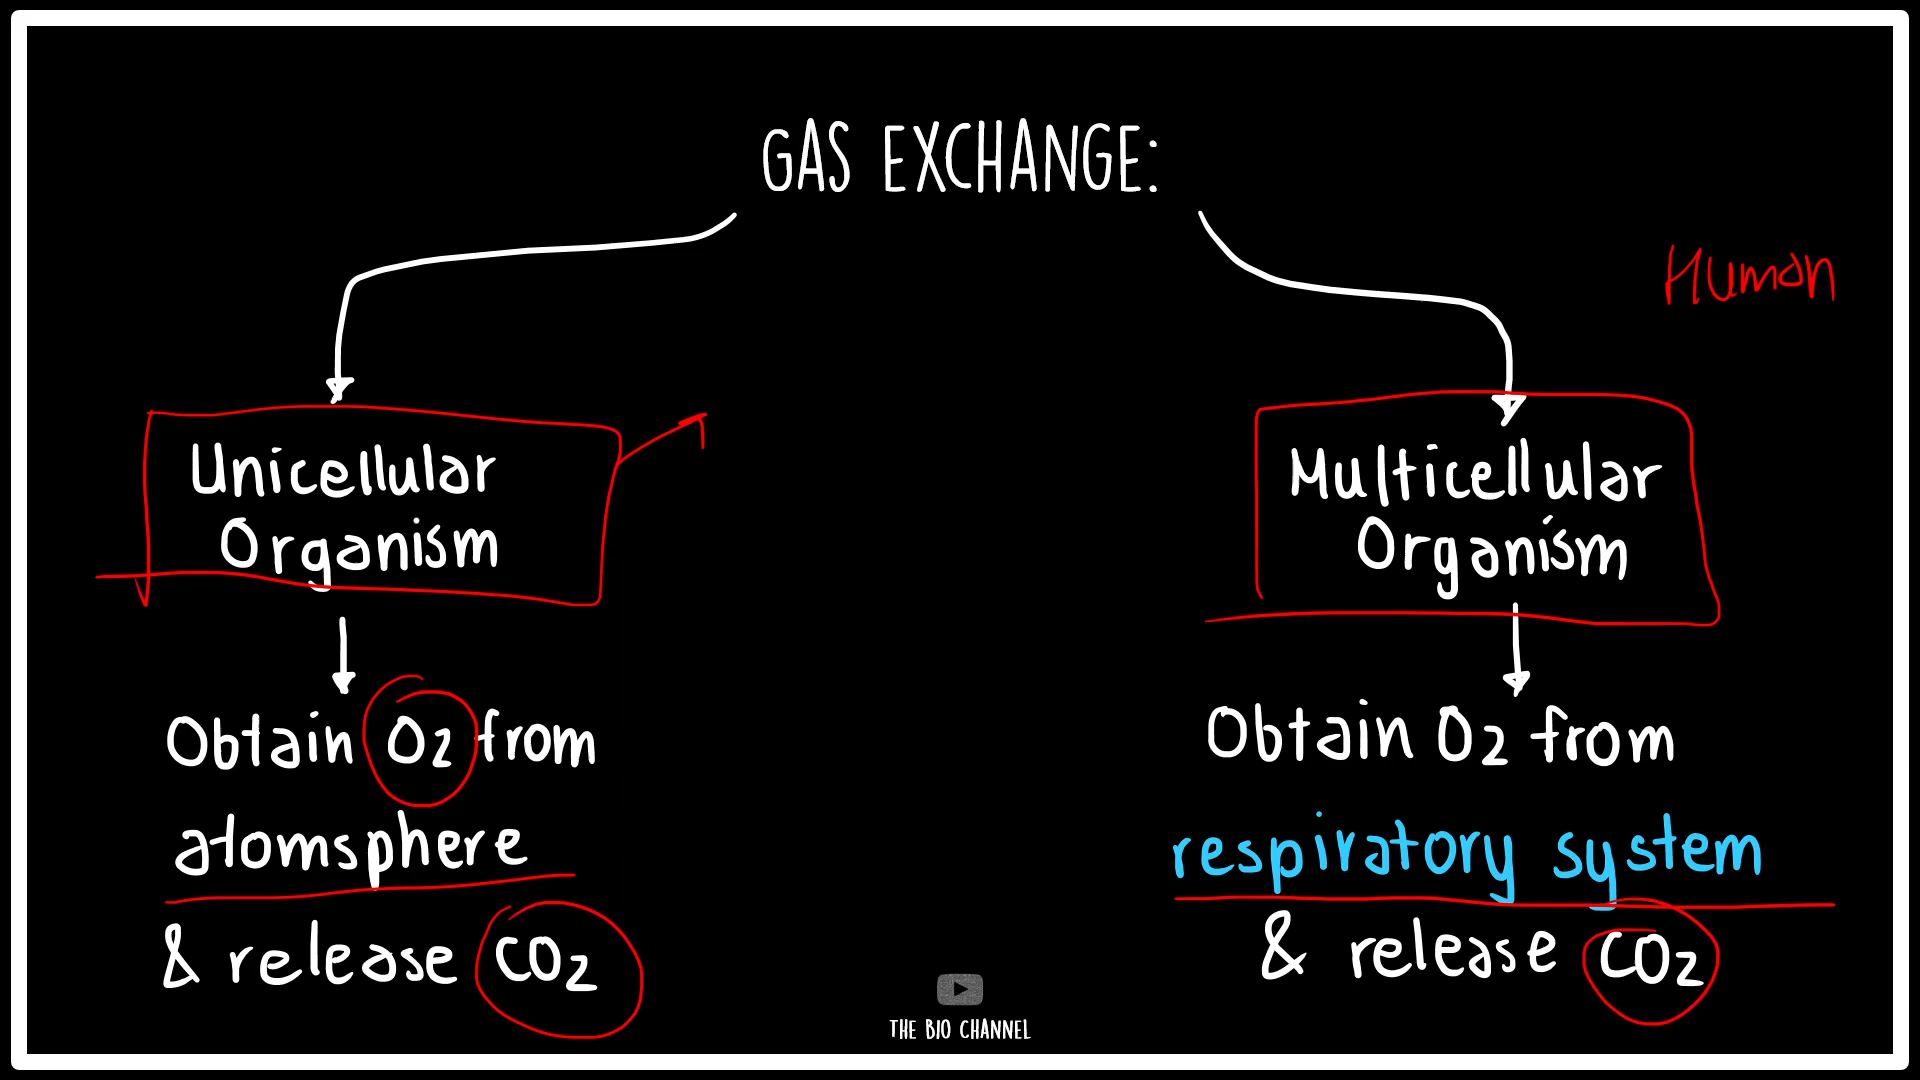 GAS EXCHANGE:
Human
Unicellular
Organism
Obtain O2 from
atomsphere
& release CO2
Multicellular
Organism
Obtain O2 from
respiratory system
& release CO2
THE BIO CHANNEL